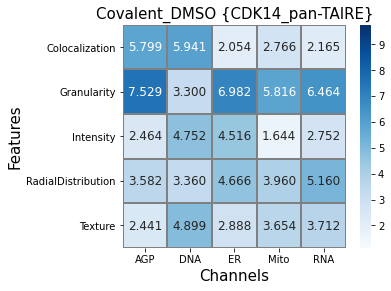 Covalent_DMSO {CDK14_pan-TAIRE}
Colocalization 5.799 5.941 2.054 2.766 2.165
Granularity 7.529 3.300 6.982 5.816 6.464
Intensity 2.464 4.752 4.516 1.644 2.752
RadialDistribution 3.582 3.360 4.666 3.960 5.160
Texture 2.441 4.899 2.888 3.654 3.712
AGP DNA ER Mito RNA
Channels
Features
9
8
7
6
5
4
3
2